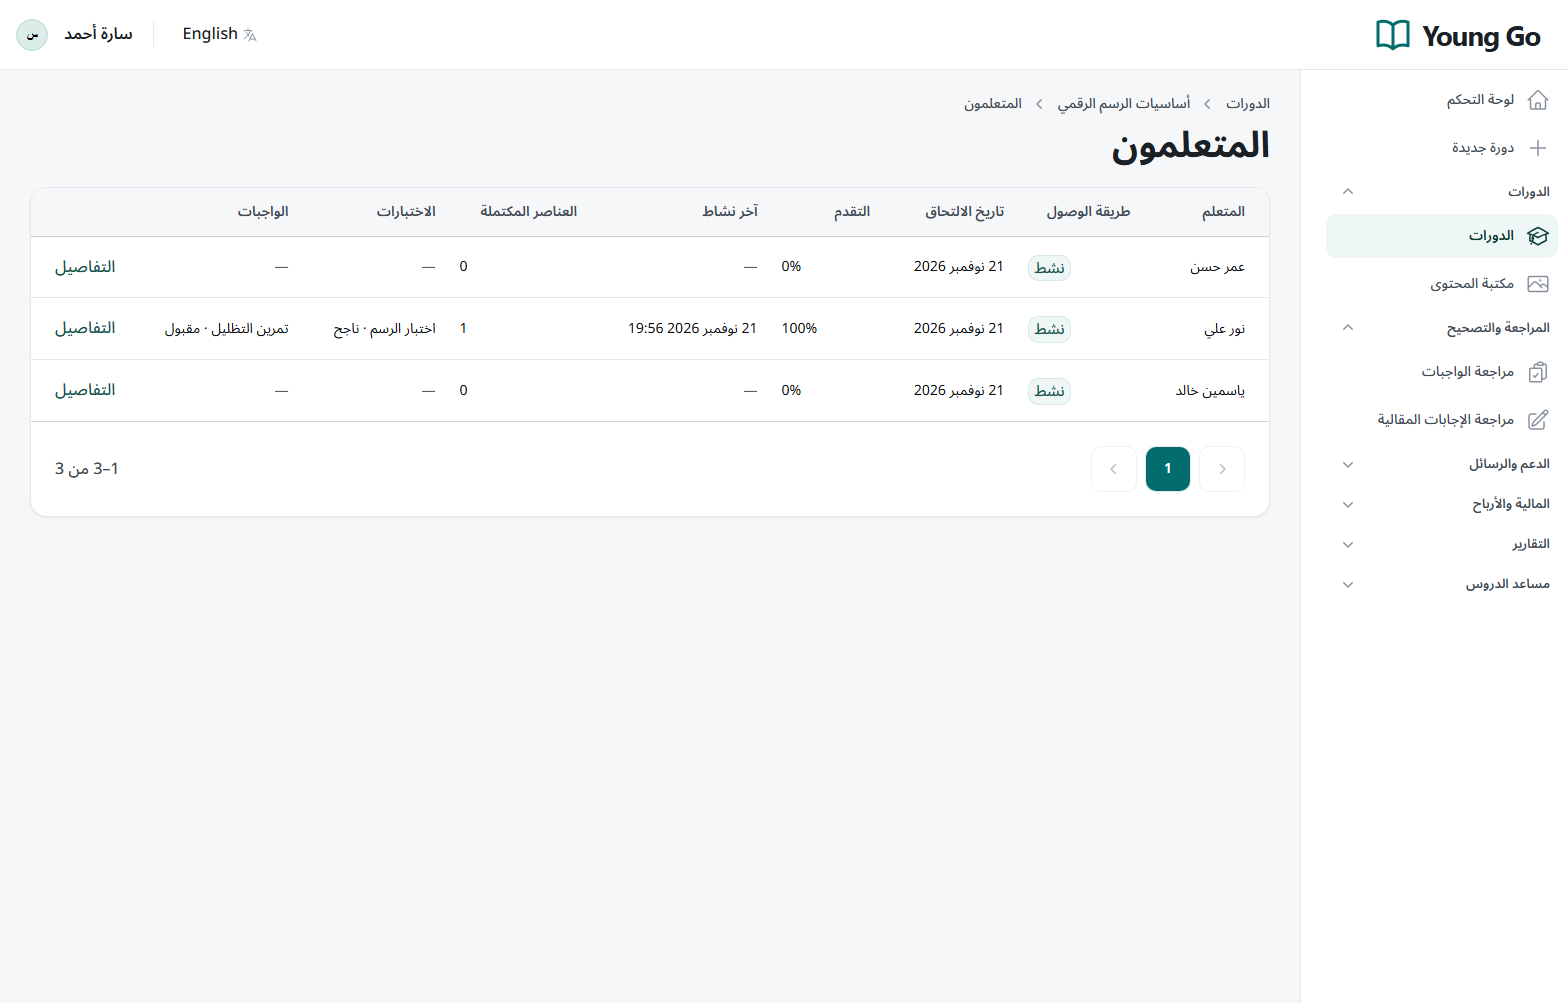 Young Go
English
سارة أحمد
س
لوحة التحكم
دورة جديدة
الدورات
الدورات
مكتبة المحتوى
المراجعة والتصحيح
مراجعة الواجبات
مراجعة الإجابات المقالية
الدعم والرسائل
المالية والأرباح
التقارير
مساعد الدروس
الدورات أساسيات الرسم الرقمي المتعلمون
المتعلمون
المتعلم طريقة الوصول تاريخ الالتحاق التقدم آخر نشاط العناصر المكتملة الاختبارات الواجبات
عمر حسن نشط 21 نوفمبر 2026 0% — 0 — — التفاصيل
نور علي نشط 21 نوفمبر 2026 100% 21 نوفمبر 2026 19:56 1 اختبار الرسم · ناجح تمرين التظليل · مقبول التفاصيل
ياسمين خالد نشط 21 نوفمبر 2026 0% — 0 — — التفاصيل
1
1–3 من 3